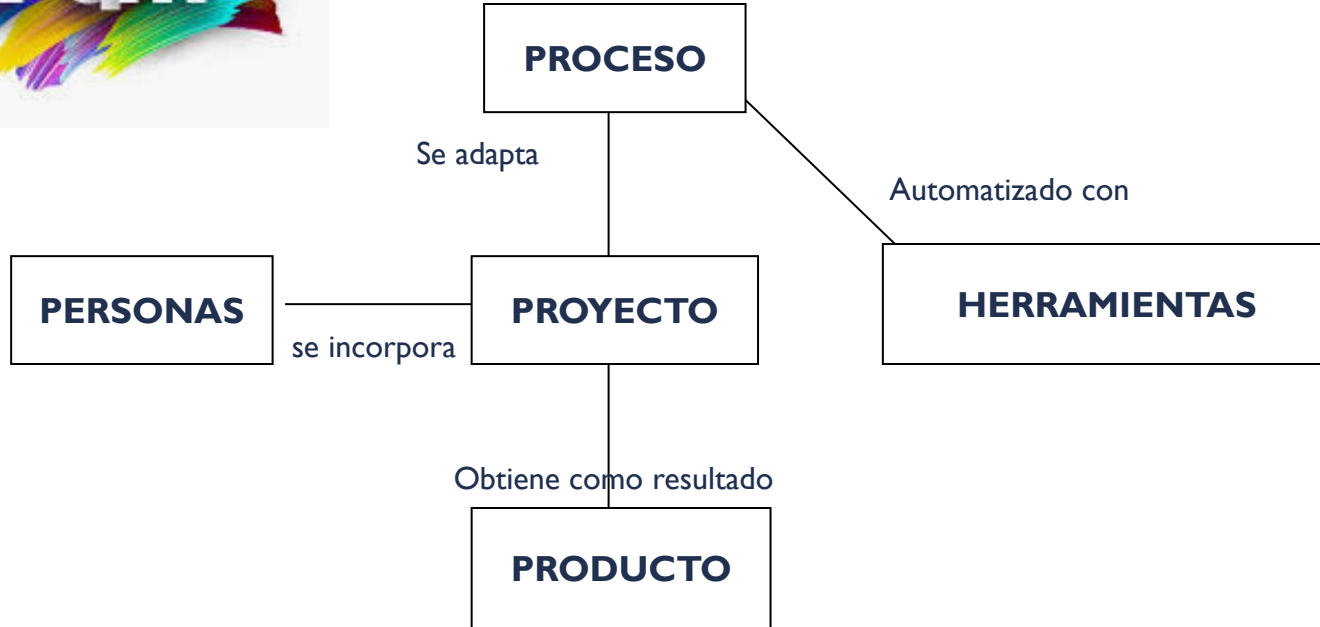 PROCESO
Se adapta
Automatizado con
PERSONAS
se incorpora
PROYECTO
HERRAMIENTAS
Obtiene como resultado
PRODUCTO